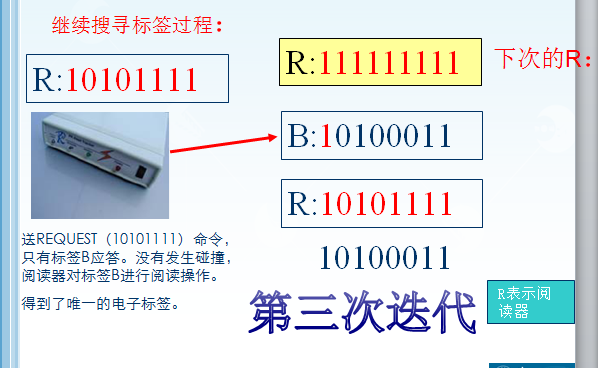 继续搜寻标签过程：
R:10101111
R:111111111
下次的R：
B:10100011
R:10101111
送REQUEST（10101111）命令，
只有标签B应答。没有发生碰撞，
阅读器对标签B进行阅读操作。
得到了唯一的电子标签。
10100011
第三次迭代
R表示阅
读器